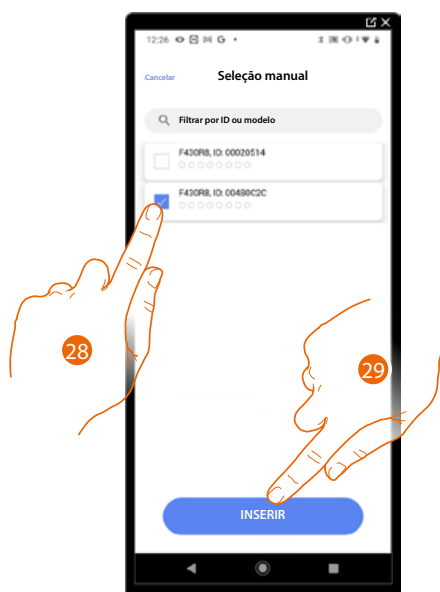 12:26 G
Cancelar
Seleção manual
Filtrar por ID ou modelo
F430R8, ID: 00020514
F430R8, ID: 004B0C2C
28
29
INSERIR